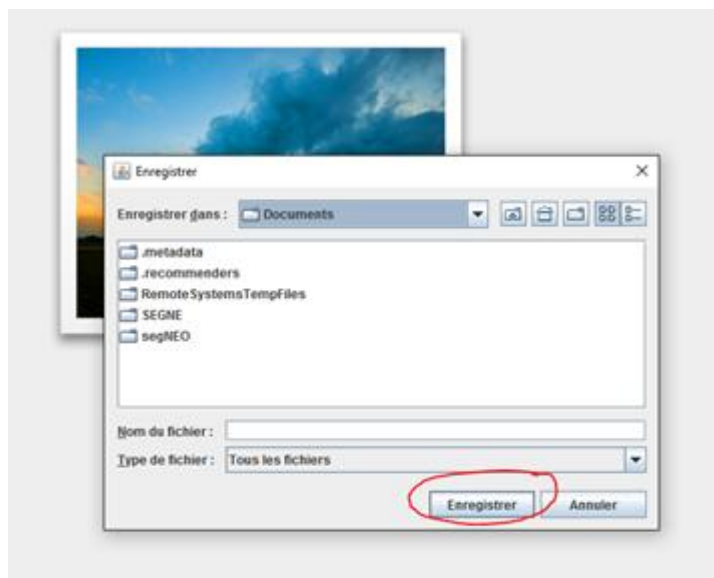 Enregistrer
Enregistrer dans : Documents
.metadata
.recommenders
RemoteSystemsTempFiles
SEGNE
segNEO
Nom du fichier :
Type de fichier : Tous les fichiers
Enregistrer Annuler